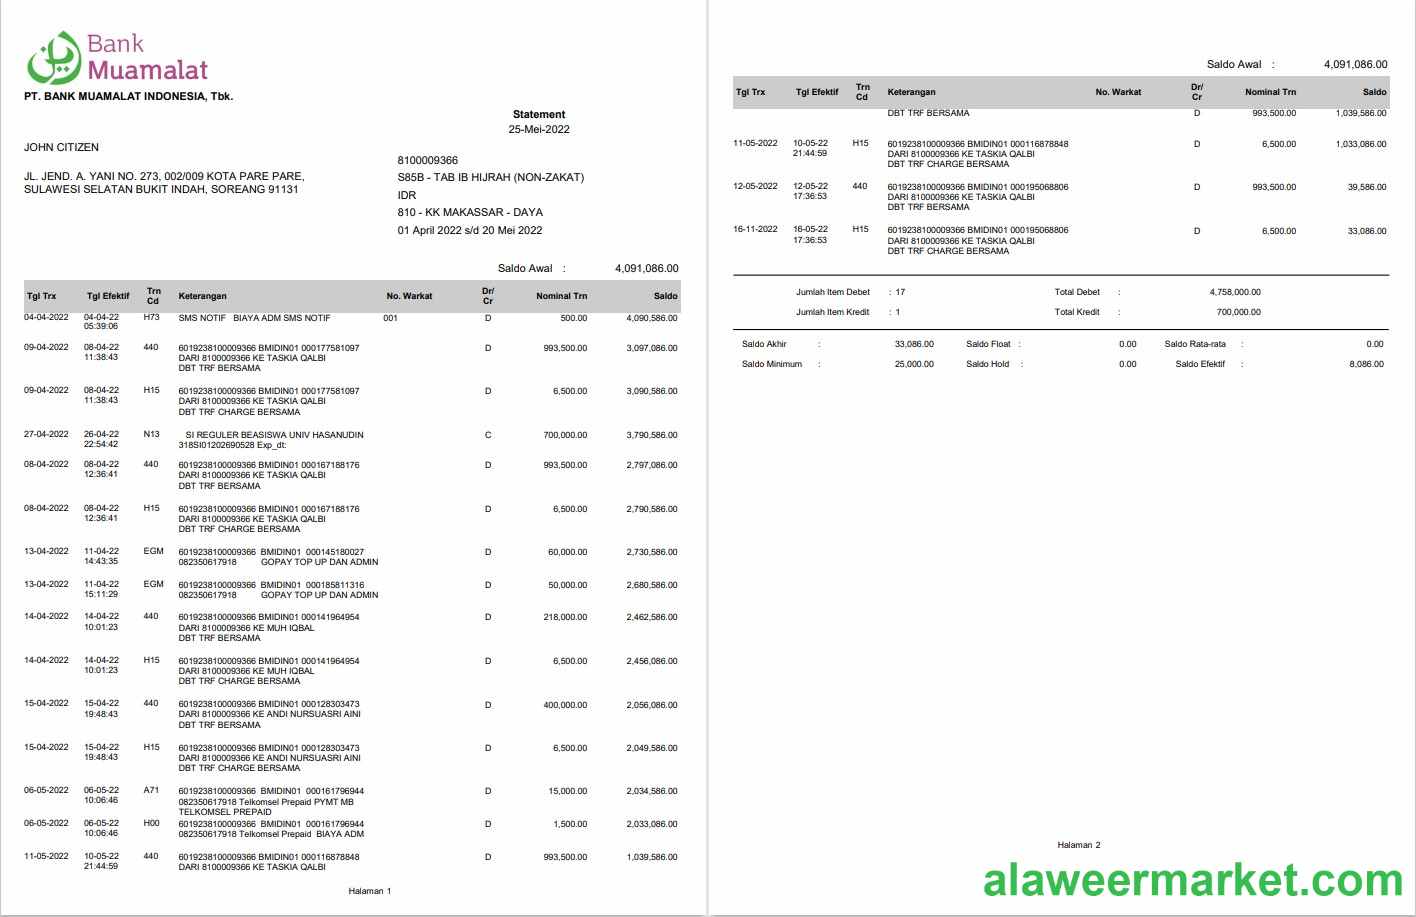 Bank
Muamalat
PT. BANK MUAMALAT INDONESIA, Tbk.
Statement
25-Mei-2022
JOHN CITIZEN
JL. JEND. A. YANI NO. 273, 002/009 KOTA PARE PARE,
SULAWESI SELATAN BUKIT INDAH, SOREANG 91131
8100009366
S85B - TAB IB HIJRAH (NON-ZAKAT)
IDR
810 - KK MAKASSAR - DAYA
01 April 2022 s/d 20 Mei 2022
Saldo Awal : 4,091,086.00
Tgl Trx Tgl Efektif Trn Cd Keterangan No. Warkat Dr/ Cr Nominal Trn Saldo
04-04-2022 04-04-22 H73 SMS NOTIF BIAYA ADM SMS NOTIF 001 D 500.00 4,090,586.00
05:39:06
09-04-2022 08-04-22 440 6019238100009366 BMIDIN01 000177581097 D 993,500.00 3,097,086.00
11:38:43 DARI 8100009366 KE TASKIA QALBI
DBT TRF BERSAMA
09-04-2022 08-04-22 H15 6019238100009366 BMIDIN01 000177581097 D 6,500.00 3,090,586.00
11:38:43 DARI 8100009366 KE TASKIA QALBI
DBT TRF CHARGE BERSAMA
27-04-2022 26-04-22 N13 SI REGULER BEASISWA UNIV HASANUDIN C 700,000.00 3,790,586.00
22:54:42 318SI01202690528 Exp_dt:
08-04-2022 08-04-22 440 6019238100009366 BMIDIN01 000167188176 D 993,500.00 2,797,086.00
12:36:41 DARI 8100009366 KE TASKIA QALBI
DBT TRF BERSAMA
08-04-2022 08-04-22 H15 6019238100009366 BMIDIN01 000167188176 D 6,500.00 2,790,586.00
12:36:41 DARI 8100009366 KE TASKIA QALBI
DBT TRF CHARGE BERSAMA
13-04-2022 11-04-22 EGM 6019238100009366 BMIDIN01 000145180027 D 60,000.00 2,730,586.00
14:43:35 082350617918 GOPAY TOP UP DAN ADMIN
13-04-2022 11-04-22 EGM 6019238100009366 BMIDIN01 000185811316 D 50,000.00 2,680,586.00
15:11:29 082350617918 GOPAY TOP UP DAN ADMIN
14-04-2022 14-04-22 440 6019238100009366 BMIDIN01 000141964954 D 218,000.00 2,462,586.00
10:01:23 DARI 8100009366 KE MUH IQBAL
DBT TRF BERSAMA
14-04-2022 14-04-22 H15 6019238100009366 BMIDIN01 000141964954 D 6,500.00 2,456,086.00
10:01:23 DARI 8100009366 KE MUH IQBAL
DBT TRF CHARGE BERSAMA
15-04-2022 15-04-22 440 6019238100009366 BMIDIN01 000128303473 D 400,000.00 2,056,086.00
19:48:43 DARI 8100009366 KE ANDI NURSUASRI AINI
DBT TRF BERSAMA
15-04-2022 15-04-22 H15 6019238100009366 BMIDIN01 000128303473 D 6,500.00 2,049,586.00
19:48:43 DARI 8100009366 KE ANDI NURSUASRI AINI
DBT TRF CHARGE BERSAMA
06-05-2022 06-05-22 A71 6019238100009366 BMIDIN01 000161796944 D 15,000.00 2,034,586.00
10:06:46 082350617918 Telkomsel Prepaid PYMT MB
TELKOMSEL PREPAID
06-05-2022 06-05-22 H00 6019238100009366 BMIDIN01 000161796944 D 1,500.00 2,033,086.00
10:06:46 082350617918 Telkomsel Prepaid BIAYA ADM
11-05-2022 10-05-22 440 6019238100009366 BMIDIN01 000116878848 D 993,500.00 1,039,586.00
21:44:59 DARI 8100009366 KE TASKIA QALBI
Halaman 1
Saldo Awal : 4,091,086.00
Tgl Trx Tgl Efektif Trn Cd Keterangan No. Warkat Dr/ Cr Nominal Trn Saldo
DBT TRF BERSAMA D 993,500.00 1,039,586.00
11-05-2022 10-05-22 H15 6019238100009366 BMIDIN01 000116878848 D 6,500.00 1,033,086.00
21:44:59 DARI 8100009366 KE TASKIA QALBI
DBT TRF CHARGE BERSAMA
12-05-2022 12-05-22 440 6019238100009366 BMIDIN01 000195068806 D 993,500.00 39,586.00
17:36:53 DARI 8100009366 KE TASKIA QALBI
DBT TRF BERSAMA
16-11-2022 16-05-22 H15 6019238100009366 BMIDIN01 000195068806 D 6,500.00 33,086.00
17:36:53 DARI 8100009366 KE TASKIA QALBI
DBT TRF CHARGE BERSAMA
Jumlah Item Debet : 17 Total Debet : 4,758,000.00
Jumlah Item Kredit : 1 Total Kredit : 700,000.00
Saldo Akhir : 33,086.00 Saldo Float : 0.00 Saldo Rata-rata : 0.00
Saldo Minimum : 25,000.00 Saldo Hold : 0.00 Saldo Efektif : 8,086.00
Halaman 2
alaweermarket.com